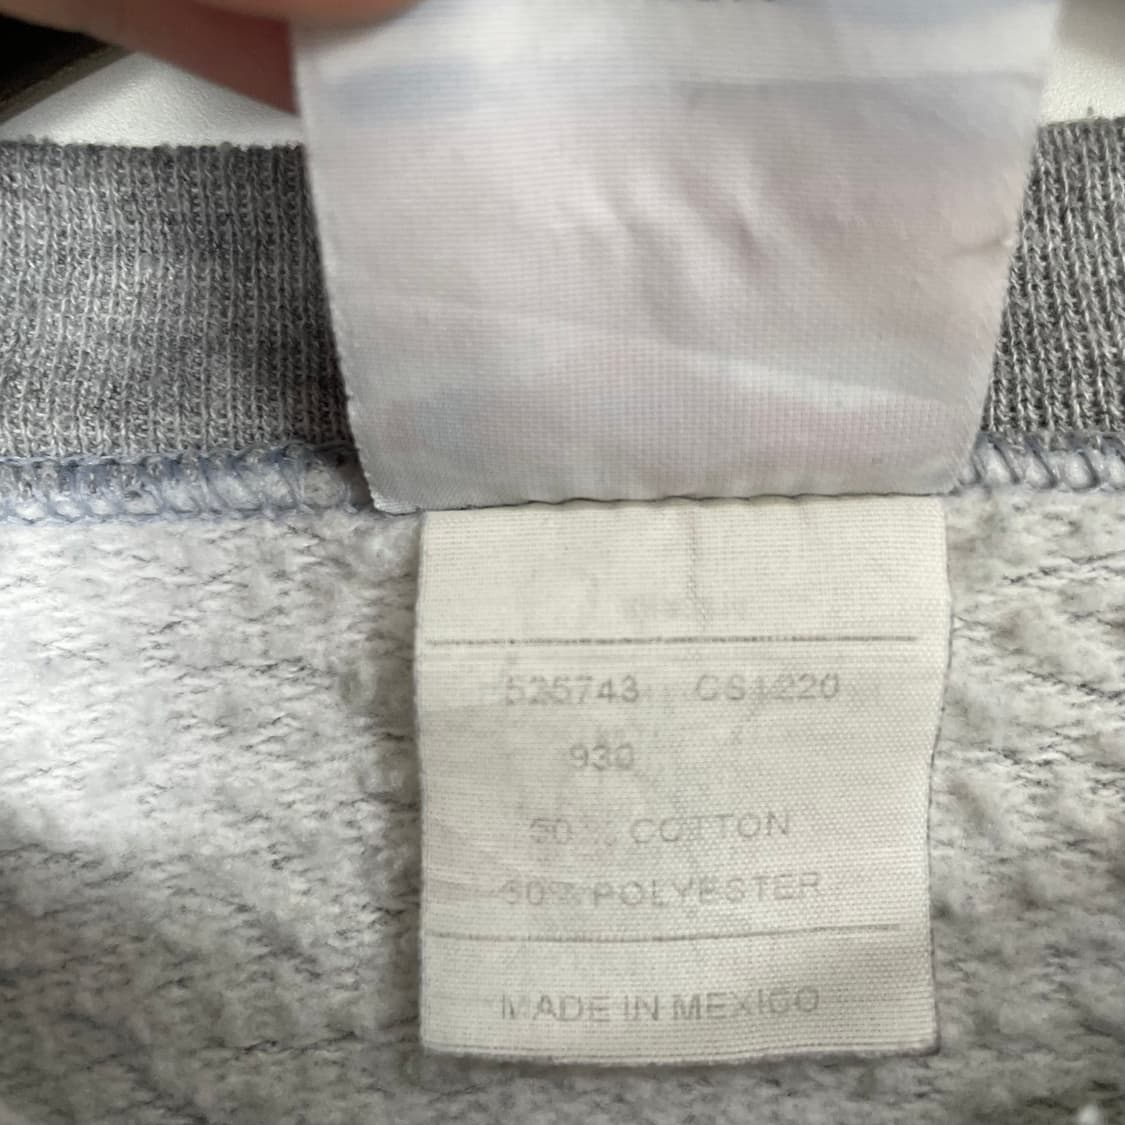 525743 CS1220
930
50% COTTON
50% POLYESTER
MADE IN MEXICO